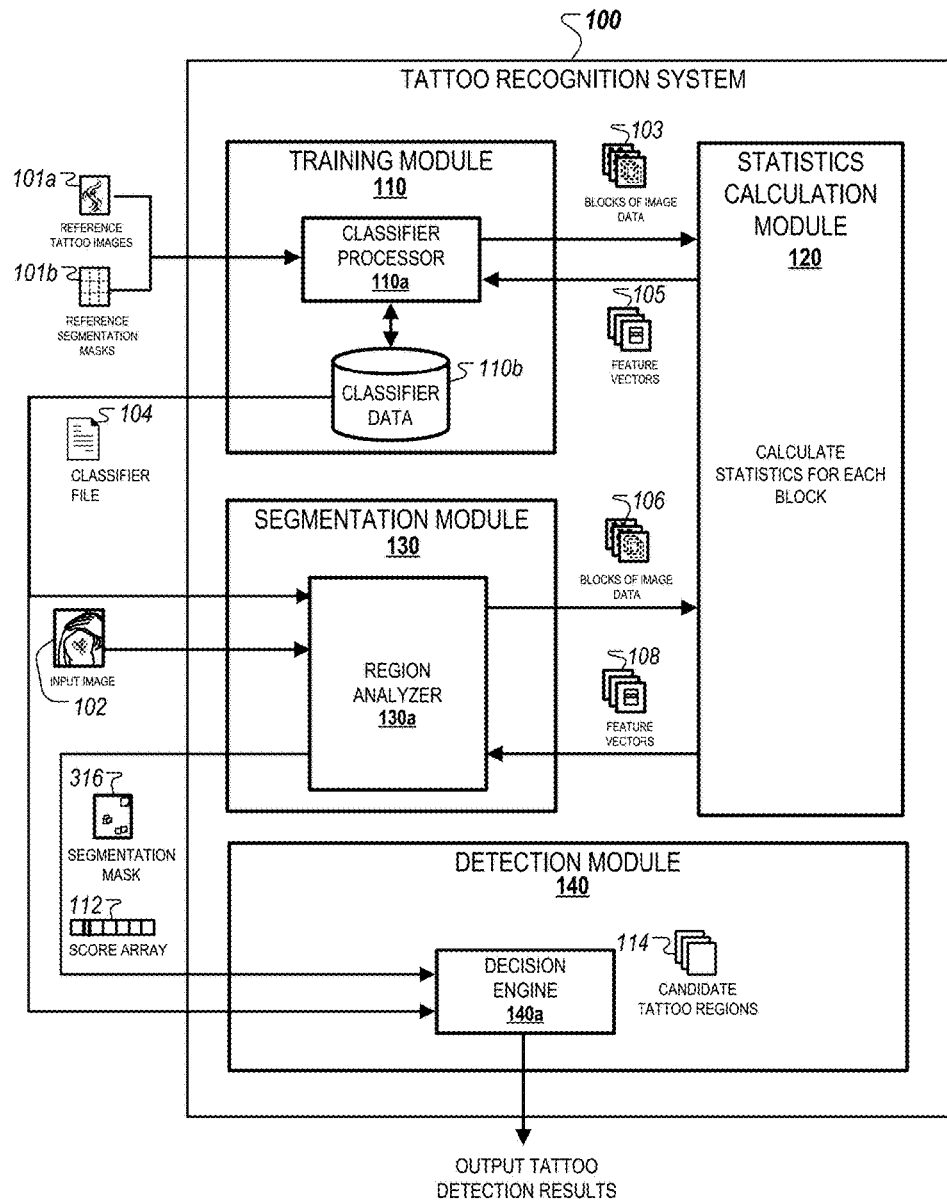 100
TATTOO RECOGNITION SYSTEM
101a
REFERENCE
TATTOO IMAGES
101b
REFERENCE
SEGMENTATION
MASKS
TRAINING MODULE
110
CLASSIFIER
PROCESSOR
110a
CLASSIFIER
DATA
110b
103
BLOCKS OF IMAGE
DATA
105
FEATURE
VECTORS
STATISTICS
CALCULATION
MODULE
120
CALCULATE
STATISTICS FOR EACH
BLOCK
104
CLASSIFIER
FILE
SEGMENTATION MODULE
130
REGION
ANALYZER
130a
106
BLOCKS OF IMAGE
DATA
108
FEATURE
VECTORS
INPUT IMAGE
102
316
SEGMENTATION
MASK
112
SCORE ARRAY
DETECTION MODULE
140
DECISION
ENGINE
140a
114
CANDIDATE
TATTOO REGIONS
OUTPUT TATTOO
DETECTION RESULTS